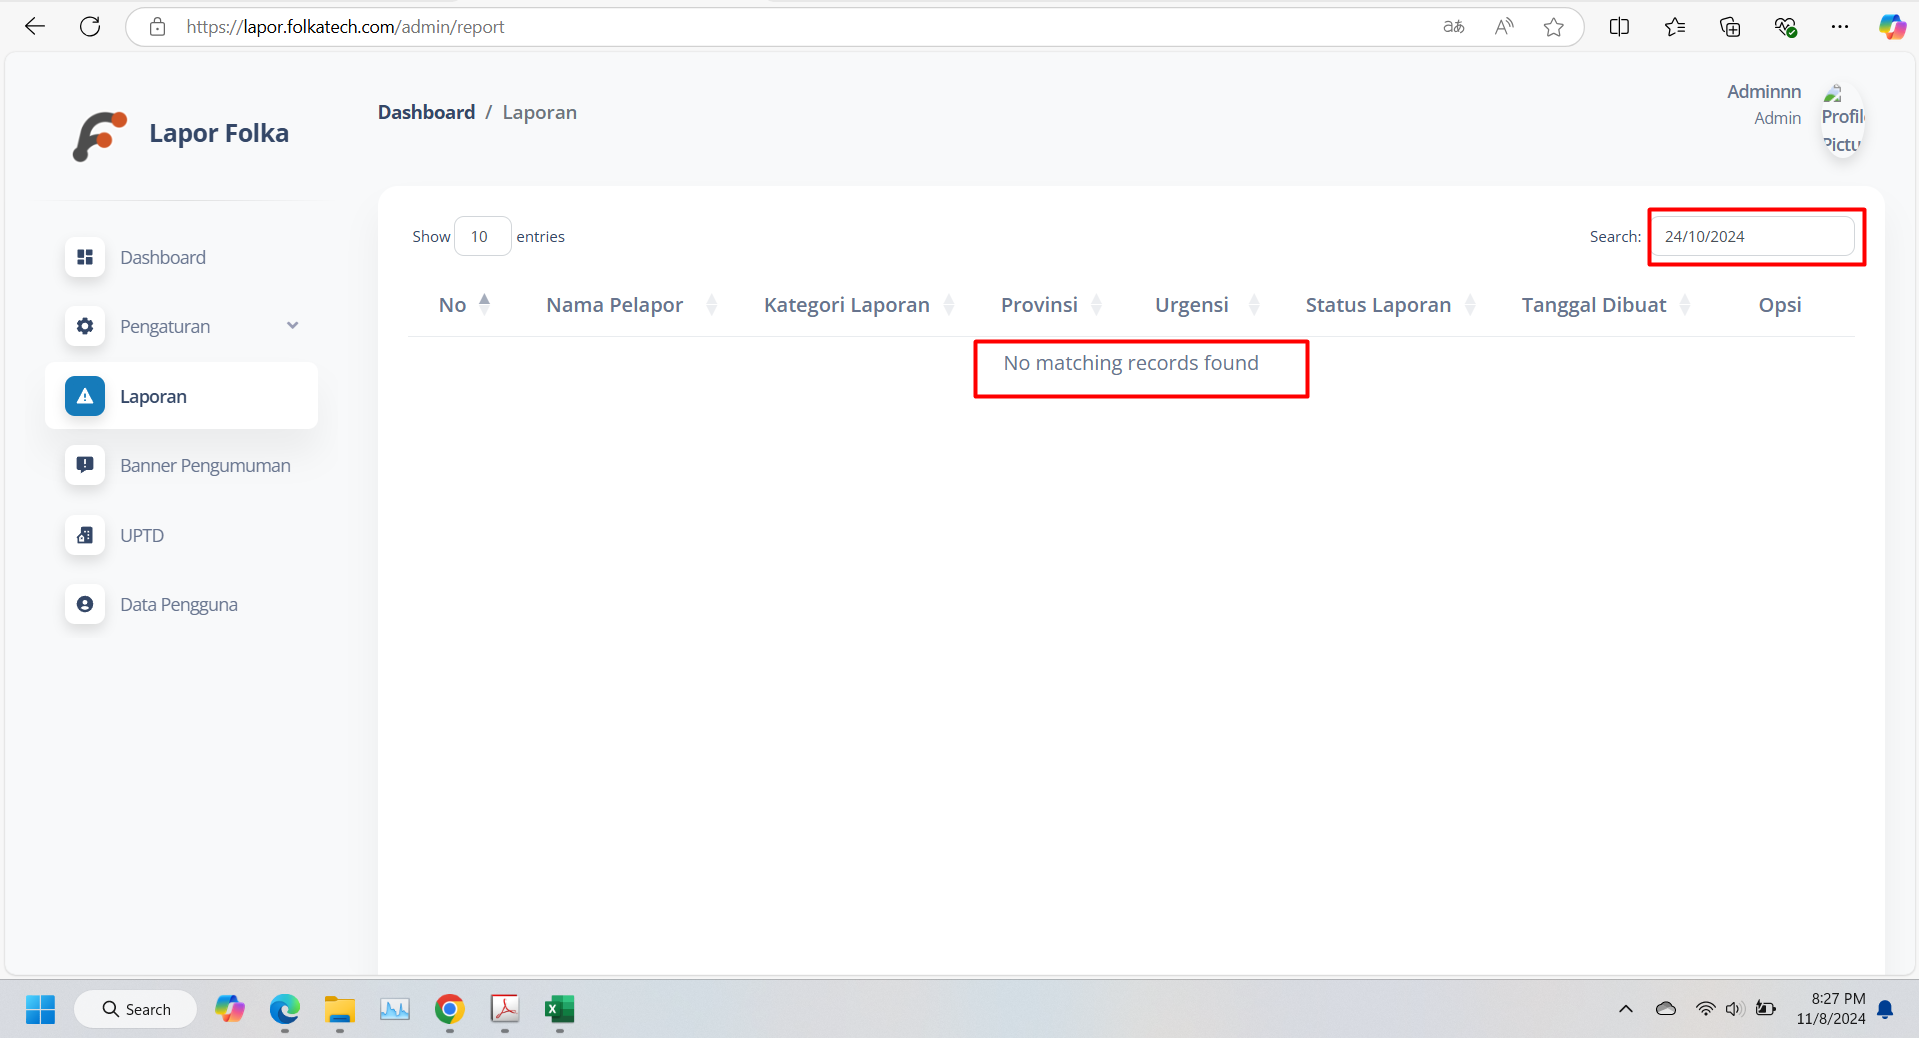 https://lapor.folkatech.com/admin/report
Lapor Folka
Dashboard / Laporan
Adminnn
Admin
Profil
Pictu
Dashboard
Pengaturan
Laporan
Banner Pengumuman
UPTD
Data Pengguna
Show 10 entries
Search: 24/10/2024
No Nama Pelapor Kategori Laporan Provinsi Urgensi Status Laporan Tanggal Dibuat Opsi
No matching records found
Search
8:27 PM
11/8/2024